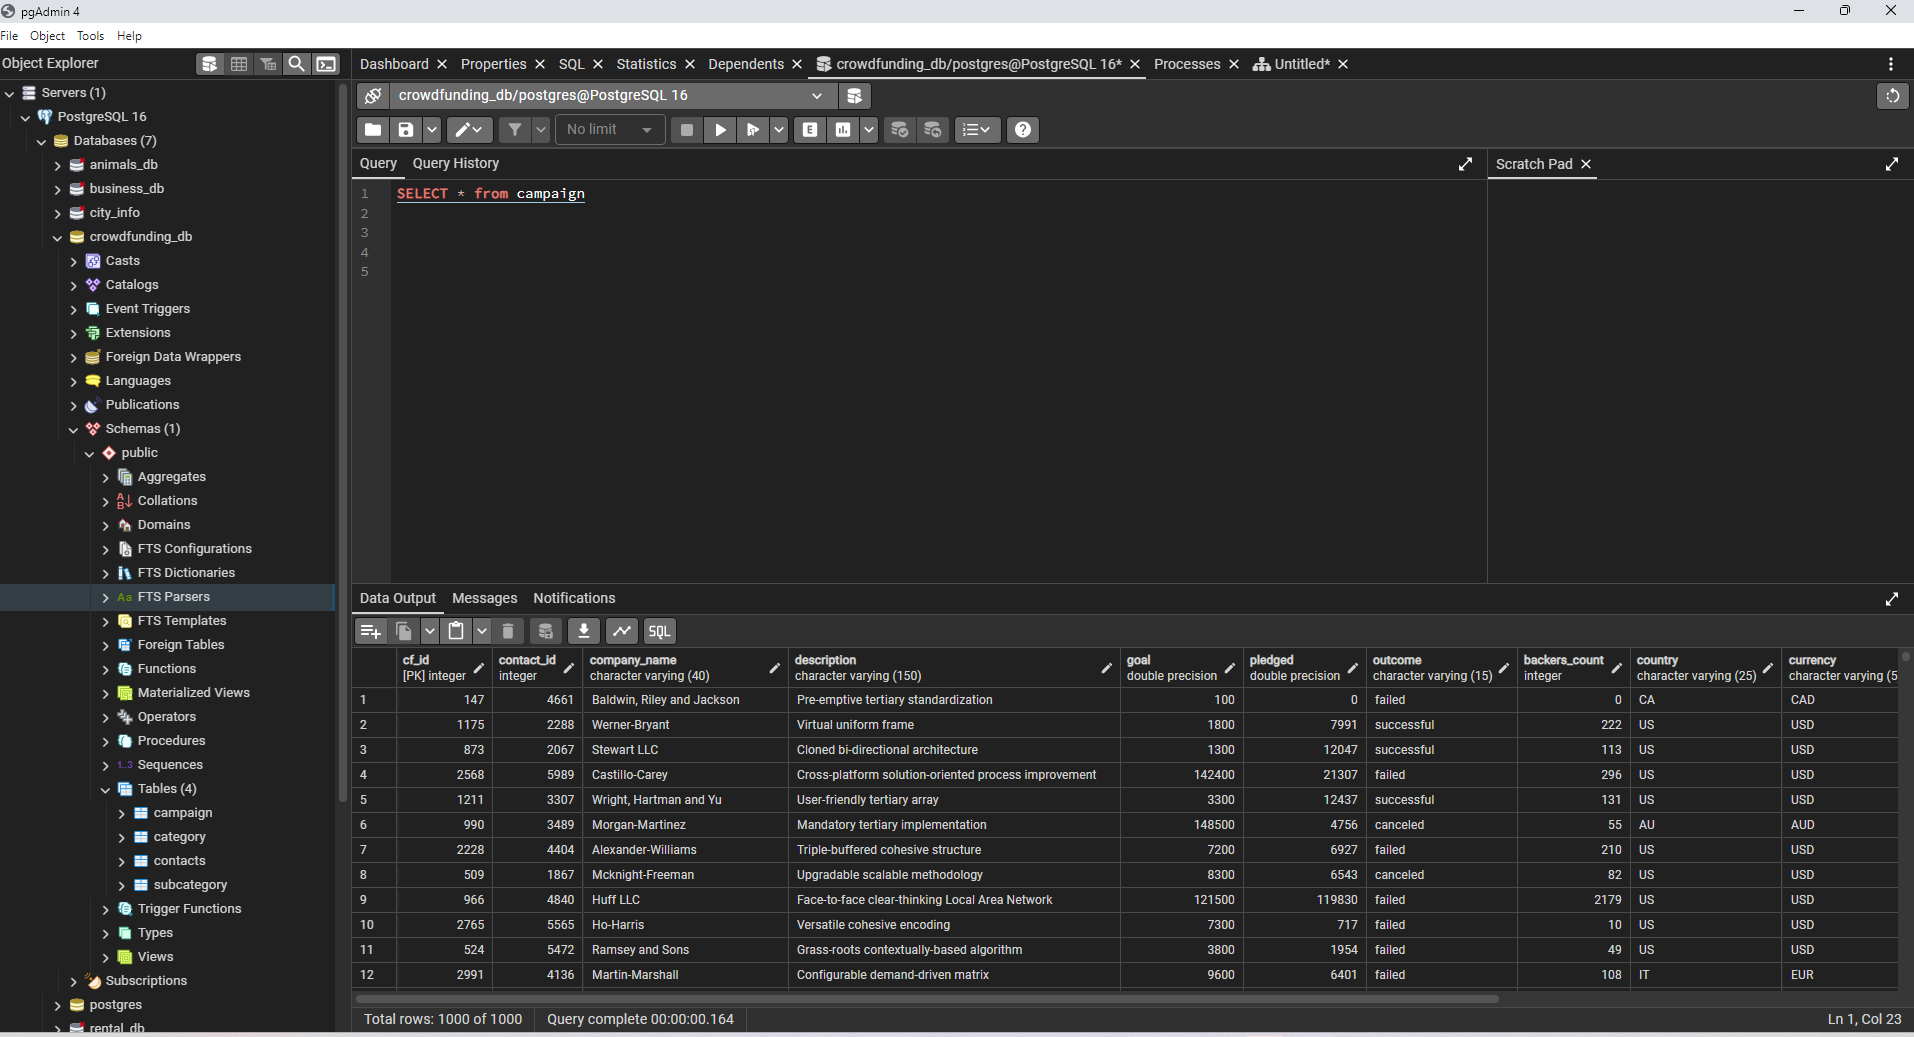 pgAdmin 4
File Object Tools Help
Object Explorer
Servers (1)
PostgreSQL 16
Databases (7)
animals_db
business_db
city_info
crowdfunding_db
Casts
Catalogs
Event Triggers
Extensions
Foreign Data Wrappers
Languages
Publications
Schemas (1)
public
Aggregates
Collations
Domains
FTS Configurations
FTS Dictionaries
Aa FTS Parsers
FTS Templates
Foreign Tables
Functions
Materialized Views
Operators
Procedures
1..3 Sequences
Tables (4)
campaign
category
contacts
subcategory
Trigger Functions
Types
Views
Subscriptions
postgres
rental_db
Dashboard Properties SQL Statistics Dependents crowdfunding_db/postgres@PostgreSQL 16* Processes Untitled*
crowdfunding_db/postgres@PostgreSQL 16
No limit E
Query Query History
Scratch Pad
1 SELECT * from campaign
2
3
4
5
Data Output Messages Notifications
SQL
cf_id contact_id company_name description goal pledged outcome backers_count country currency
[PK] integer integer character varying (40) character varying (150) double precision double precision character varying (15) integer character varying (25) character varying (5
1 147 4661 Baldwin, Riley and Jackson Pre-emptive tertiary standardization 100 0 failed 0 CA CAD
2 1175 2288 Werner-Bryant Virtual uniform frame 1800 7991 successful 222 US USD
3 873 2067 Stewart LLC Cloned bi-directional architecture 1300 12047 successful 113 US USD
4 2568 5989 Castillo-Carey Cross-platform solution-oriented process improvement 142400 21307 failed 296 US USD
5 1211 3307 Wright, Hartman and Yu User-friendly tertiary array 3300 12437 successful 131 US USD
6 990 3489 Morgan-Martinez Mandatory tertiary implementation 148500 4756 canceled 55 AU AUD
7 2228 4404 Alexander-Williams Triple-buffered cohesive structure 7200 6927 failed 210 US USD
8 509 1867 Mcknight-Freeman Upgradable scalable methodology 8300 6543 canceled 82 US USD
9 966 4840 Huff LLC Face-to-face clear-thinking Local Area Network 121500 119830 failed 2179 US USD
10 2765 5565 Ho-Harris Versatile cohesive encoding 7300 717 failed 10 US USD
11 524 5472 Ramsey and Sons Grass-roots contextually-based algorithm 3800 1954 failed 49 US USD
12 2991 4136 Martin-Marshall Configurable demand-driven matrix 9600 6401 failed 108 IT EUR
Total rows: 1000 of 1000 Query complete 00:00:00.164 Ln 1, Col 23